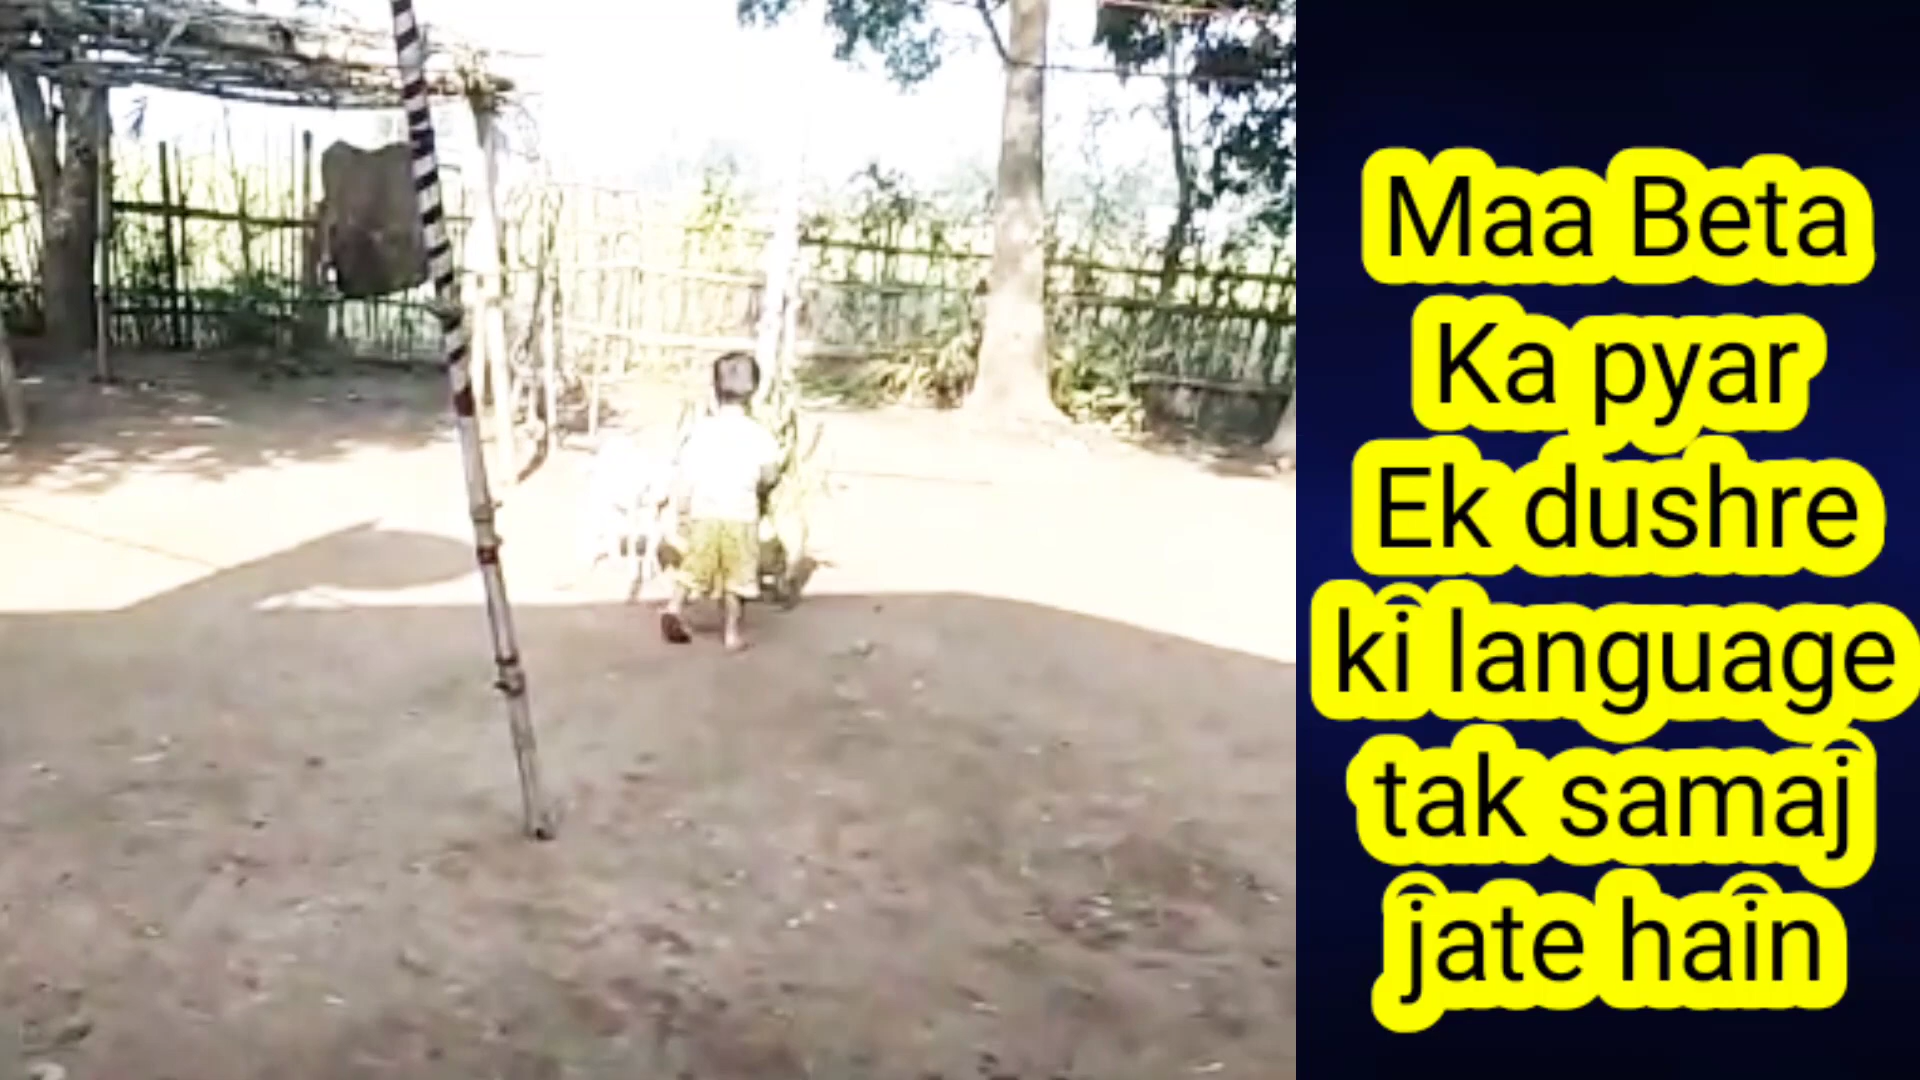 Maa Beta
Ka pyar
Ek dushre
ki language
tak samaj
jate hain